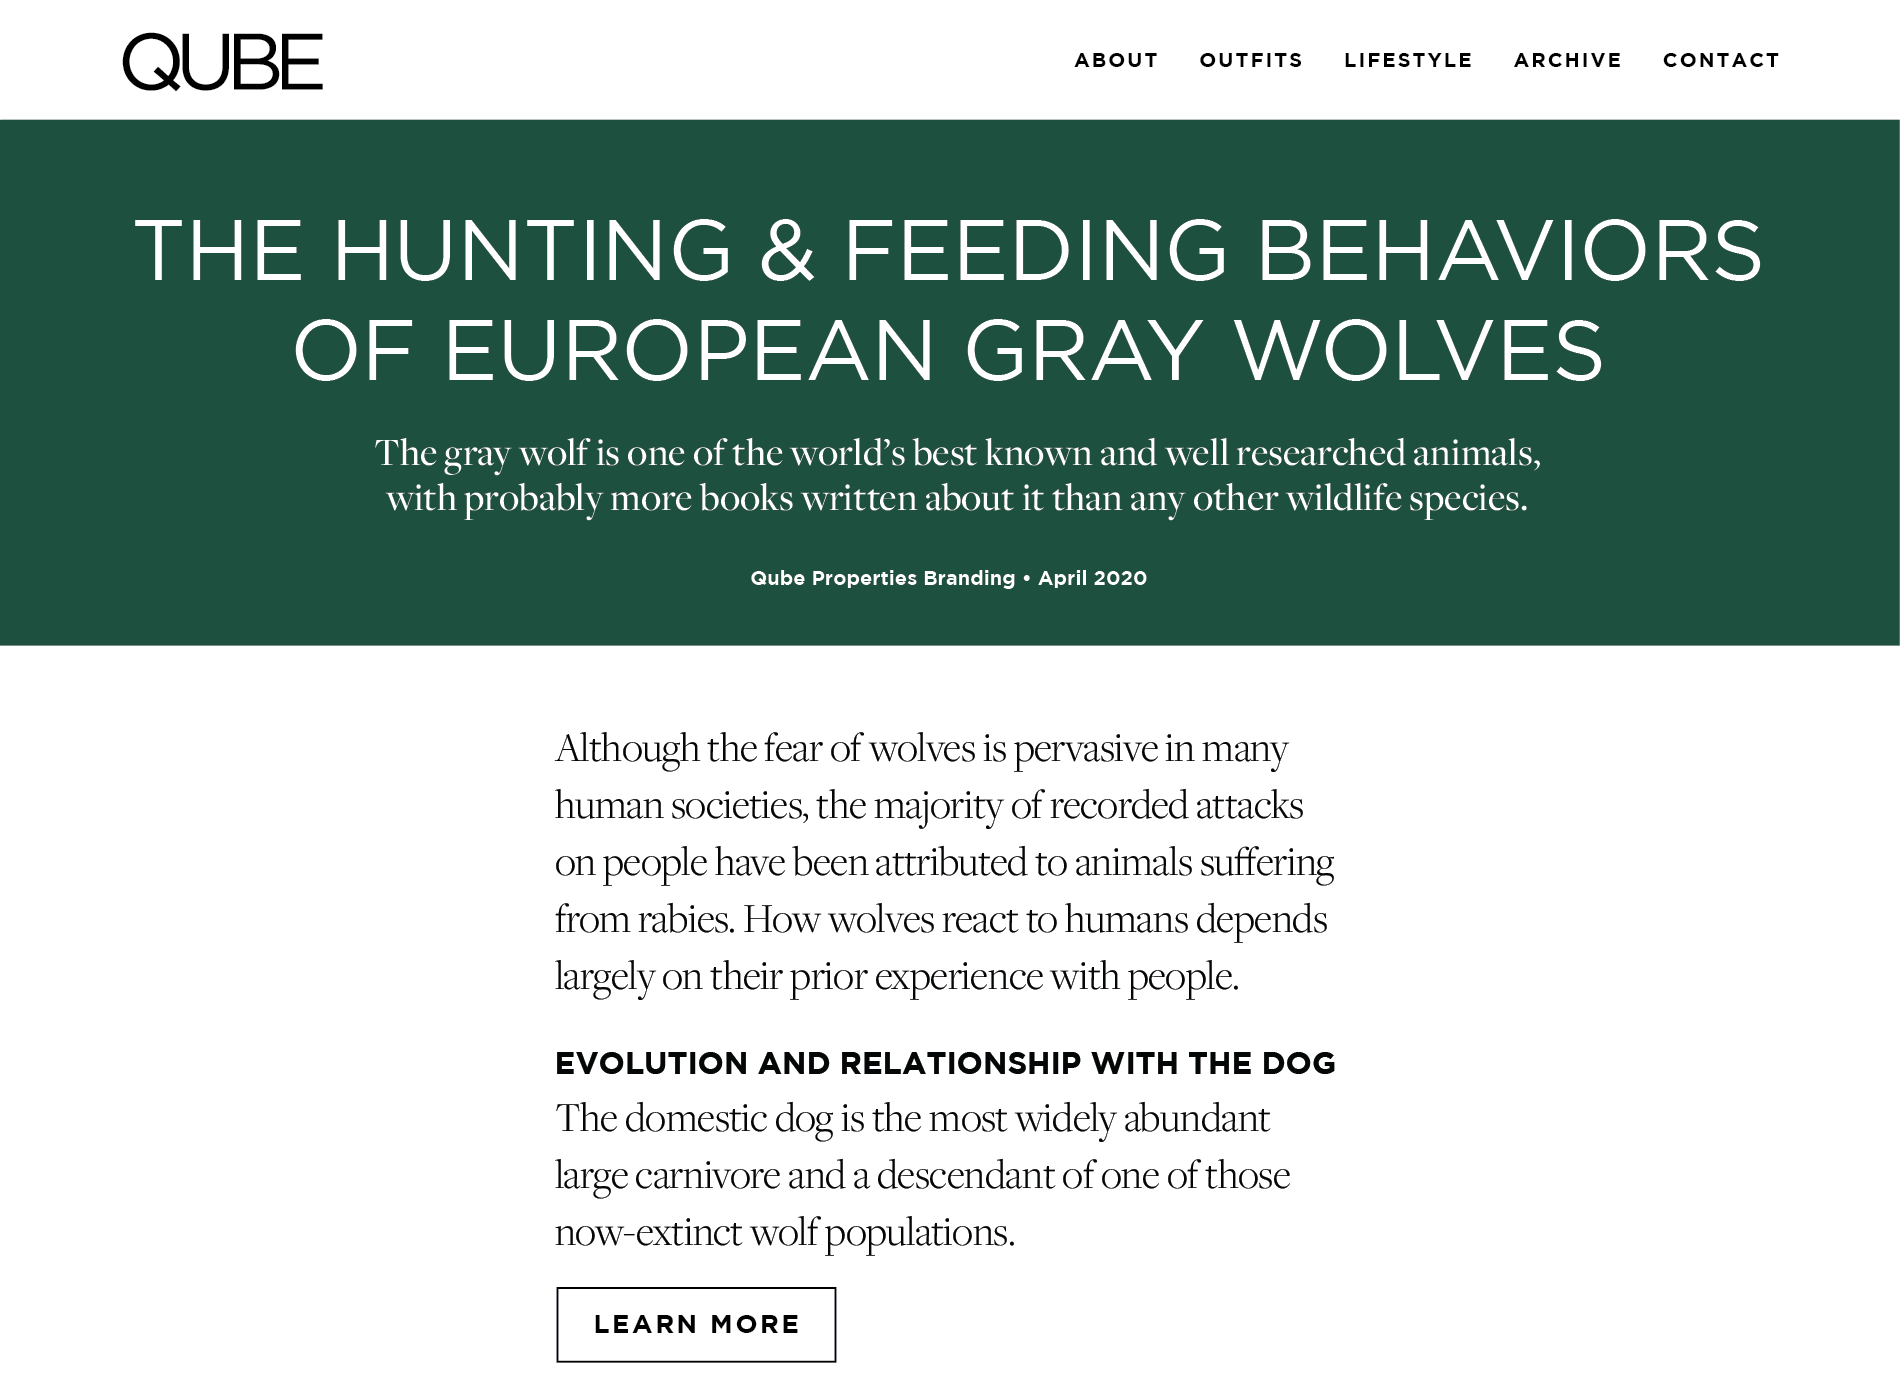 QUBE
ABOUT OUTFITS LIFESTYLE ARCHIVE CONTACT
THE HUNTING & FEEDING BEHAVIORS
OF EUROPEAN GRAY WOLVES
The gray wolf is one of the world’s best known and well researched animals,
with probably more books written about it than any other wildlife species.
Qube Properties Branding • April 2020
Although the fear of wolves is pervasive in many
human societies, the majority of recorded attacks
on people have been attributed to animals suffering
from rabies. How wolves react to humans depends
largely on their prior experience with people.
EVOLUTION AND RELATIONSHIP WITH THE DOG
The domestic dog is the most widely abundant
large carnivore and a descendant of one of those
now-extinct wolf populations.
LEARN MORE